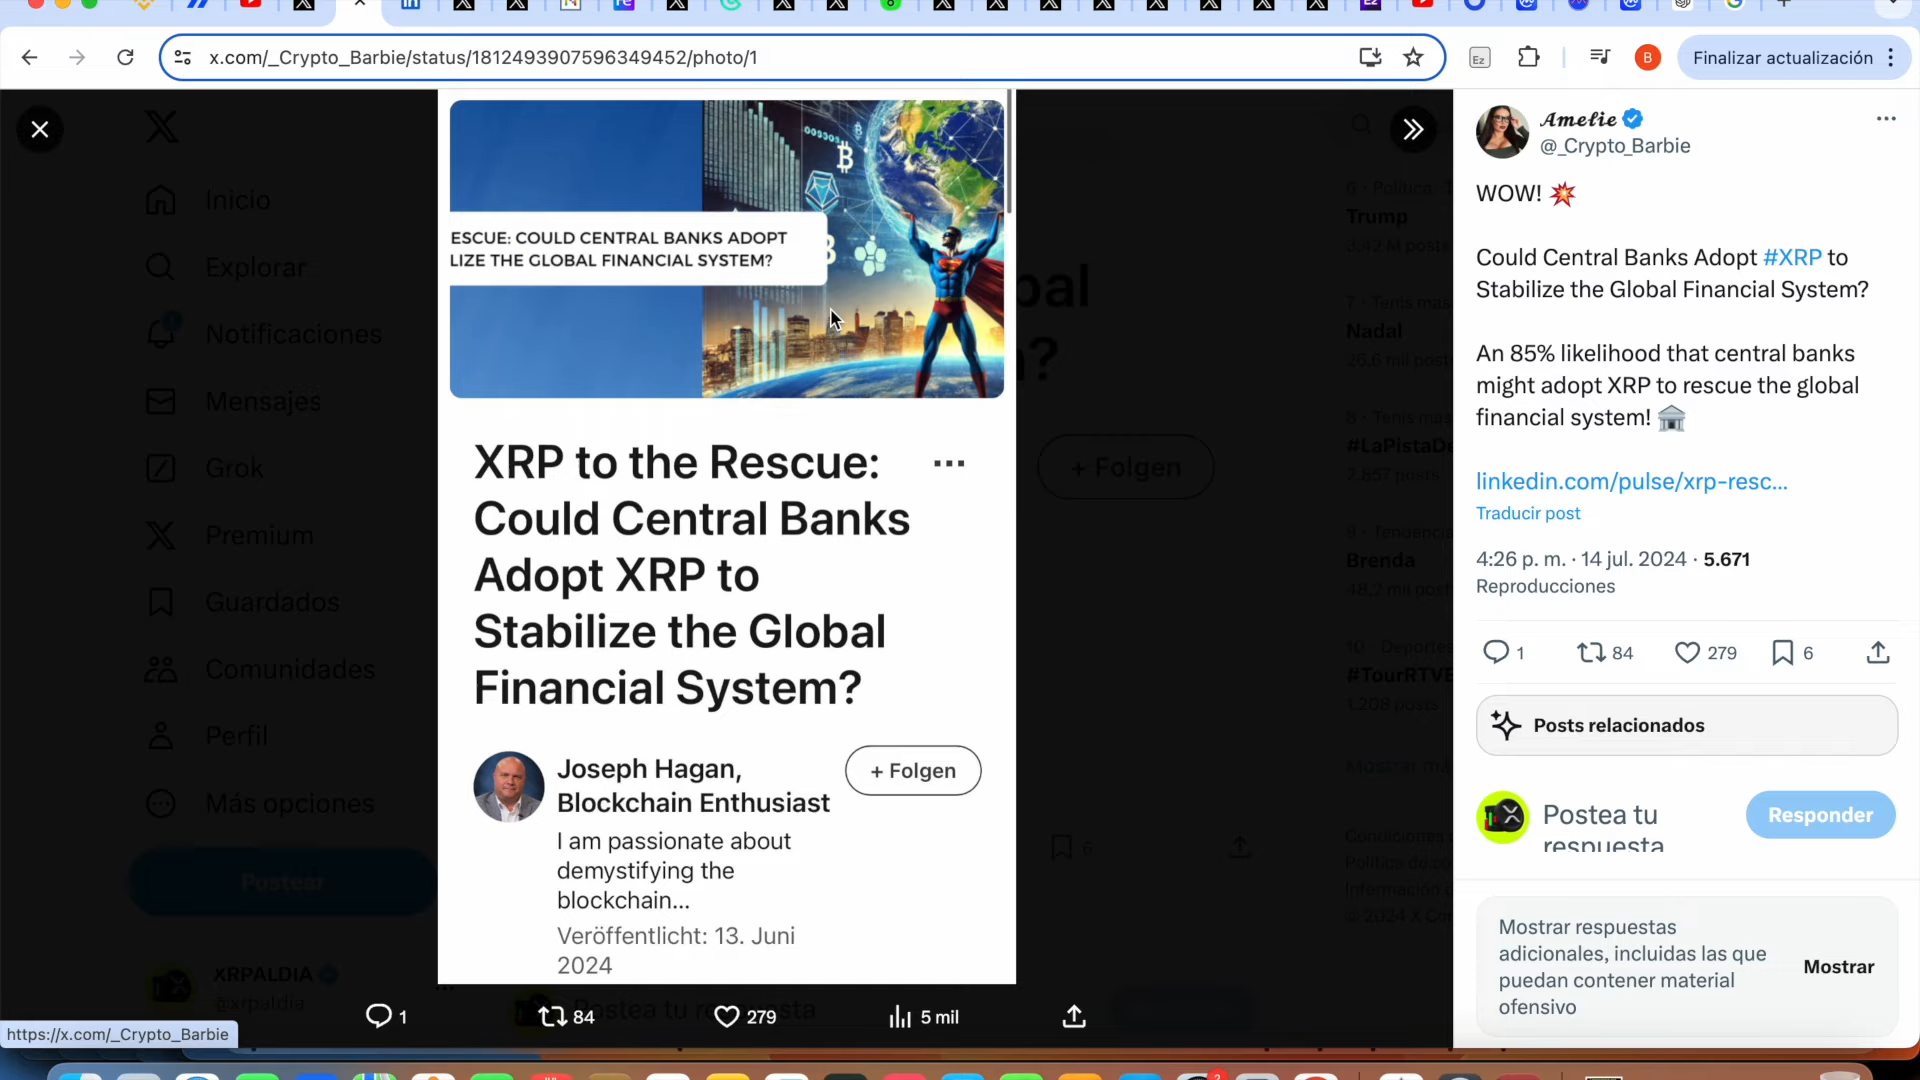 x.com/_Crypto_Barbie/status/1812493907596349452/photo/1
Ez
B
Finalizar actualización
Inicio
Explorar
Notificaciones
Mensajes
Grok
Premium
Guardados
Comunidades
Perfil
Más opciones
Postear
XRPALDIA
@xrpaldia
ESCUE: COULD CENTRAL BANKS ADOPT
LIZE THE GLOBAL FINANCIAL SYSTEM?
XRP to the Rescue:
Could Central Banks
Adopt XRP to
Stabilize the Global
Financial System?
Joseph Hagan,
Blockchain Enthusiast
+ Folgen
I am passionate about
demystifying the
blockchain...
Veröffentlicht: 13. Juni
2024
1
84
279
5 mil
Postea tu respuesta
+ Folgen
6
Trump
Nadal
Brenda
Amelie
@_Crypto_Barbie
WOW! 💥
Could Central Banks Adopt #XRP to
Stabilize the Global Financial System?
An 85% likelihood that central banks
might adopt XRP to rescue the global
financial system! 🏛️
linkedin.com/pulse/xrp-resc...
Traducir post
4:26 p. m. · 14 jul. 2024 · 5.671
Reproducciones
1
84
279
6
Posts relacionados
Postea tu
respuesta
Responder
Mostrar respuestas
adicionales, incluidas las que
puedan contener material
ofensivo
Mostrar
https://x.com/_Crypto_Barbie